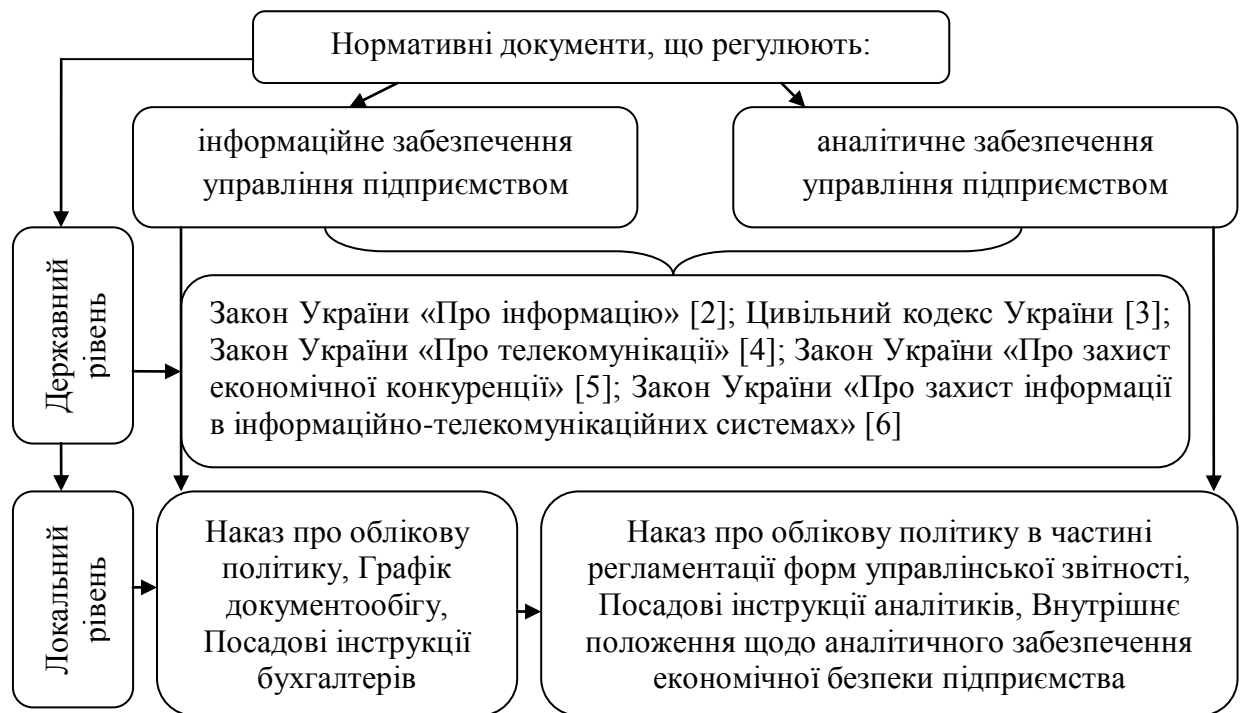 Нормативні документи, що регулюють:
інформаційне забезпечення
управління підприємством
аналітичне забезпечення
управління підприємством
Державний
рівень
Закон України «Про інформацію» [2]; Цивільний кодекс України [3];
Закон України «Про телекомунікації» [4]; Закон України «Про захист
економічної конкуренції» [5]; Закон України «Про захист інформації
в інформаційно-телекомунікаційних системах» [6]
Локальний
рівень
Наказ про облікову
політику, Графік
документообігу,
Посадові інструкції
бухгалтерів
Наказ про облікову політику в частині
регламентації форм управлінської звітності,
Посадові інструкції аналітиків, Внутрішнє
положення щодо аналітичного забезпечення
економічної безпеки підприємства